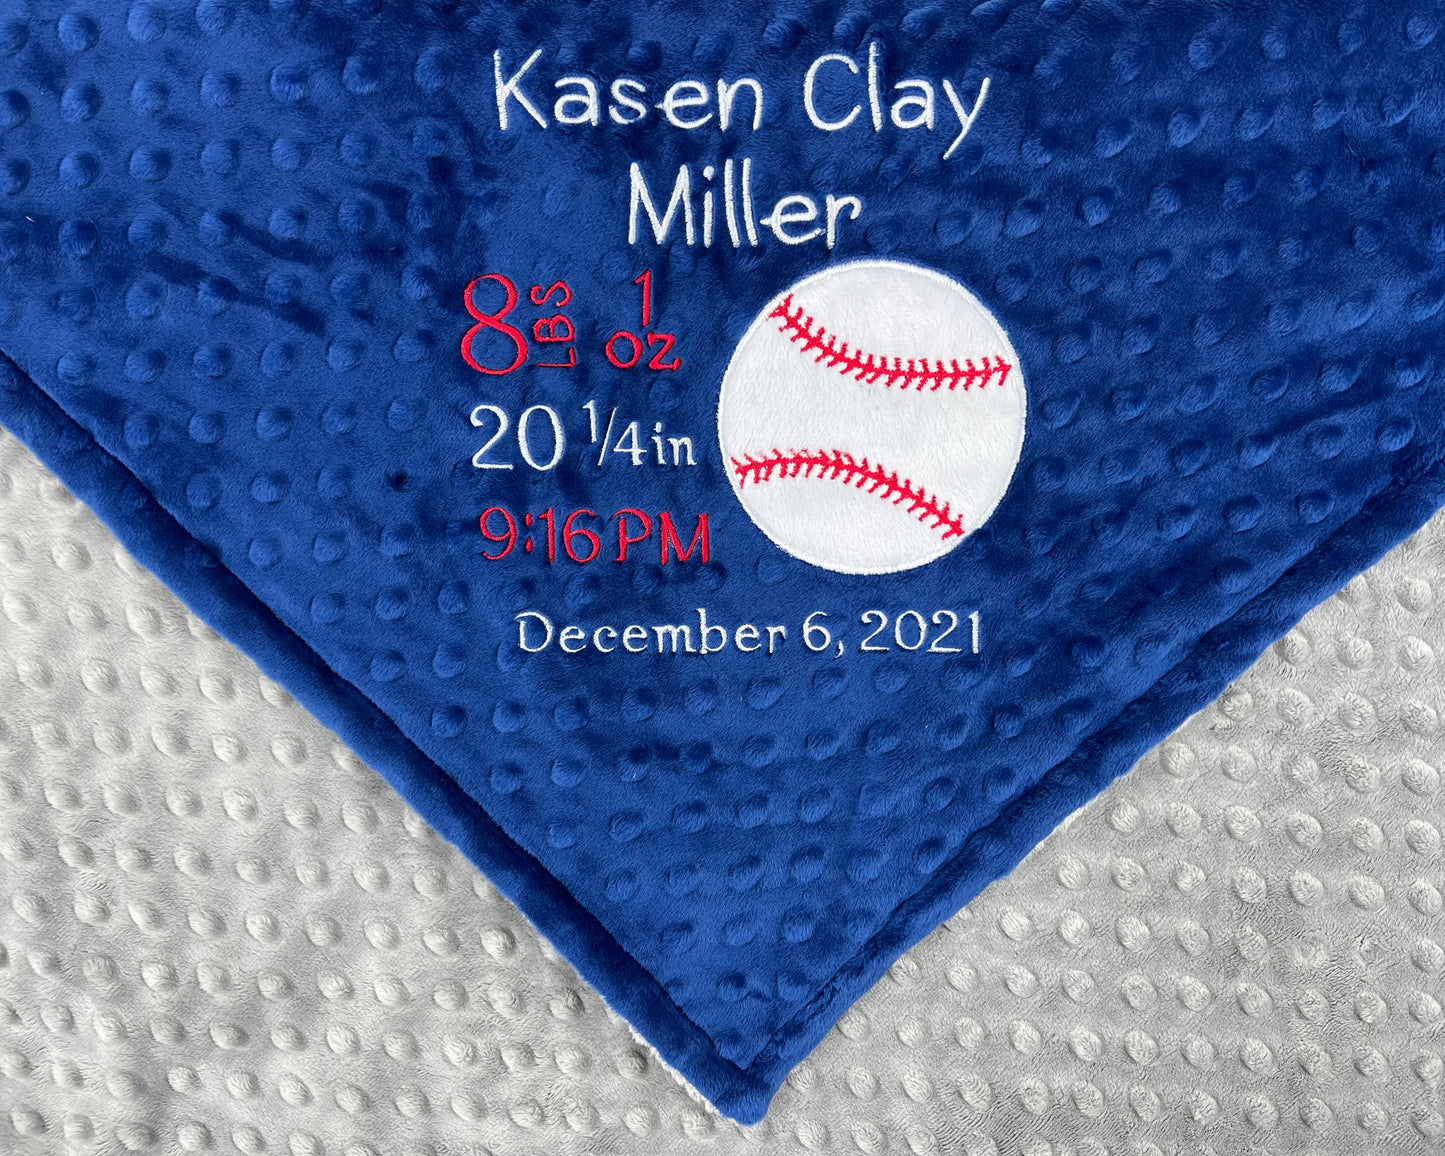 Kasen Clay
Miller
8 LBS 1 oz
20 1/4in
9:16 PM
December 6, 2021